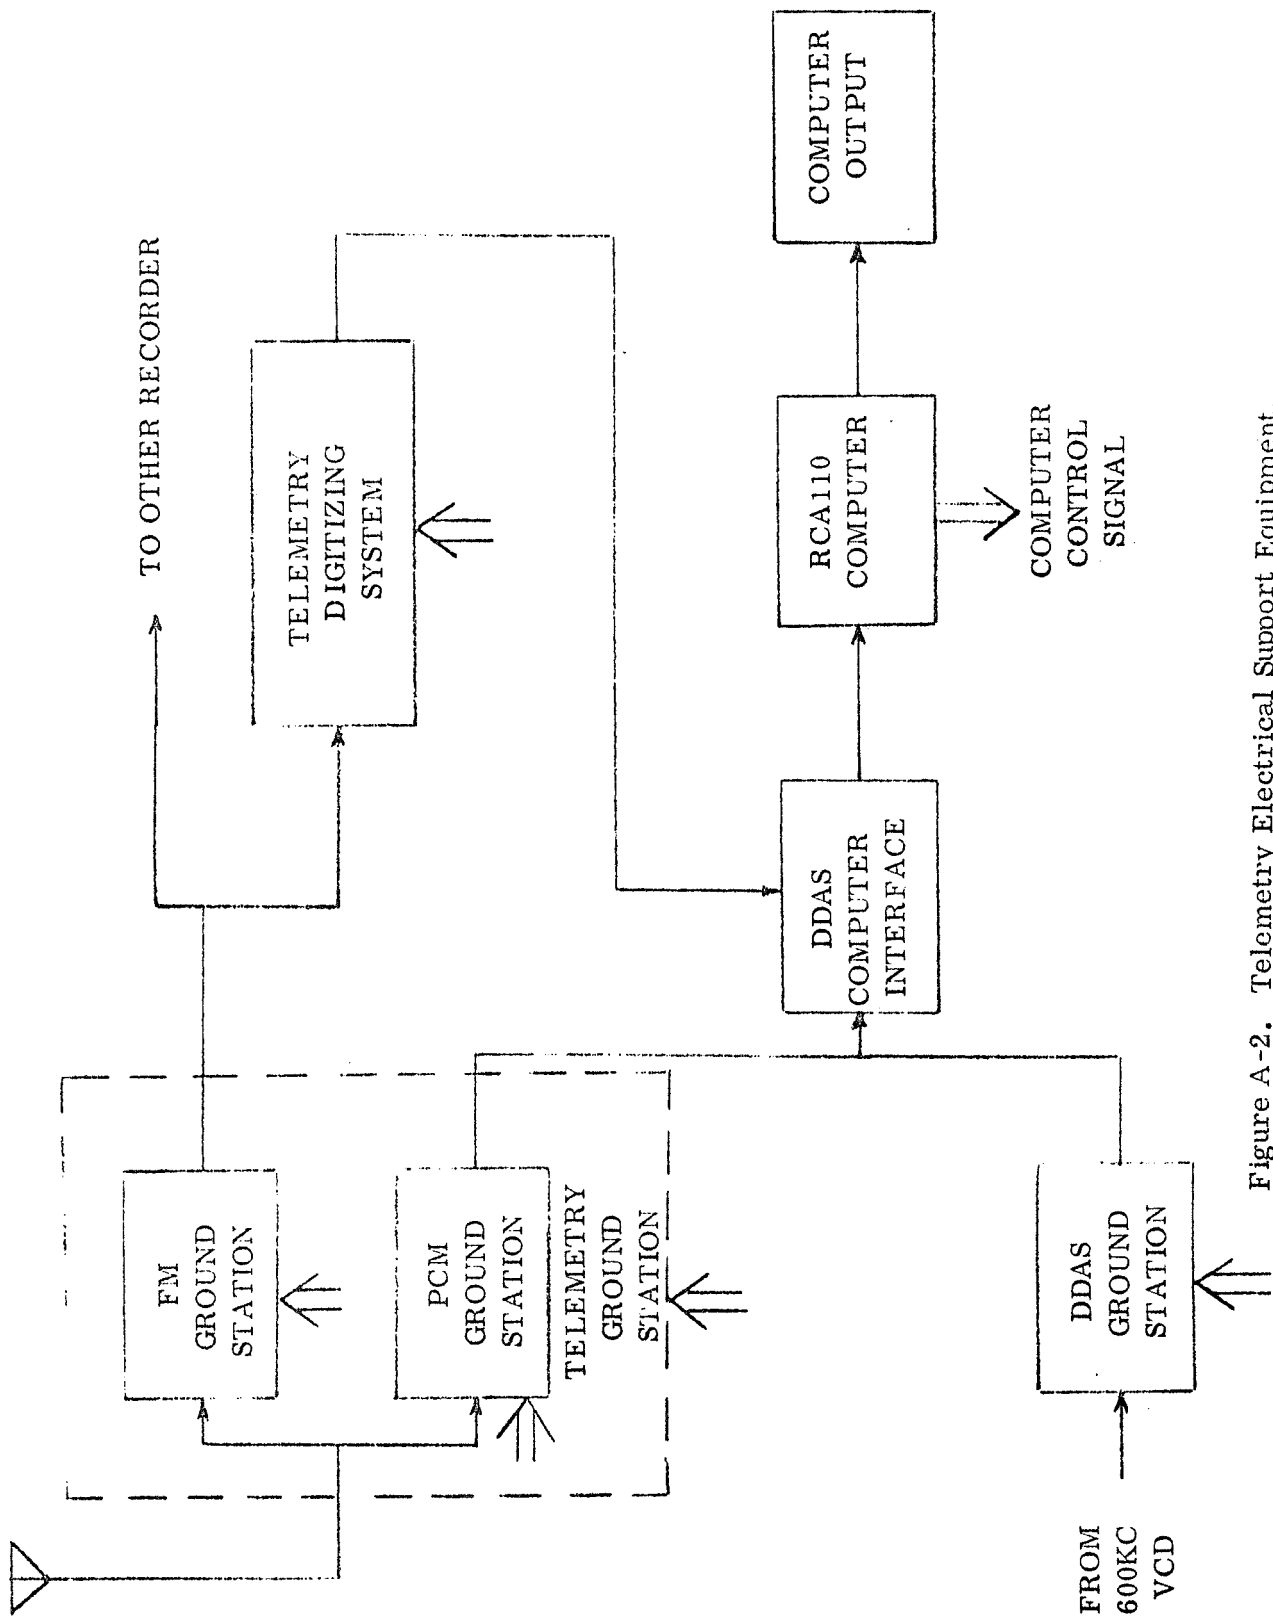 TO OTHER RECORDER
FM
GROUND
STATION
TELEMETRY
DIGITIZING
SYSTEM
PCM
GROUND
STATION
TELEMETRY
GROUND
STATION
DDAS
COMPUTER
INTERFACE
RCA110
COMPUTER
COMPUTER
OUTPUT
COMPUTER
CONTROL
SIGNAL
FROM
600KC
VCD
DDAS
GROUND
STATION
Figure A-2. Telemetry Electrical Support Equipment